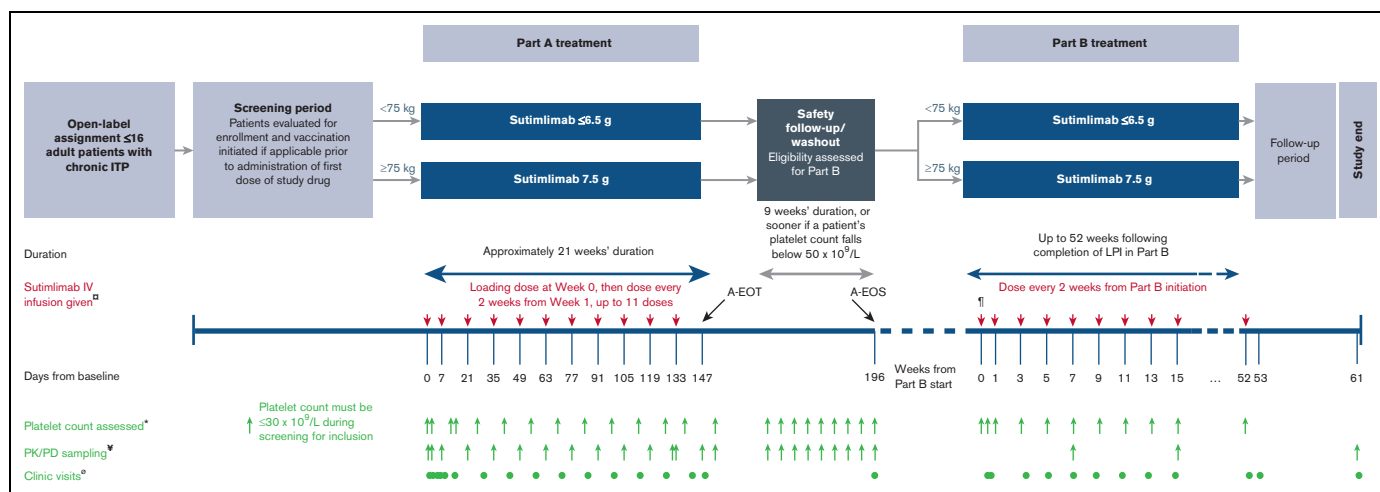 Part A treatment
Part B treatment
Open-label
assignment ≤16
adult patients with
chronic ITP
Screening period
Patients evaluated for
enrollment and vaccination
initiated if applicable prior
to administration of first
dose of study drug
<75 kg
≥75 kg
Sutimlimab ≤6.5 g
Sutimlimab 7.5 g
Safety
follow-up/
washout
Eligibility assessed
for Part B
<75 kg
≥75 kg
Sutimlimab ≤6.5 g
Sutimlimab 7.5 g
Follow-up
period
Study end
Duration
Approximately 21 weeks' duration
9 weeks' duration, or
sooner if a patient's
platelet count falls
below 50 x 10⁹/L
Up to 52 weeks following
completion of LPI in Part B
Sutimlimab IV
infusion given¤
Loading dose at Week 0, then dose every
2 weeks from Week 1, up to 11 doses
A-EOT
A-EOS
Dose every 2 weeks from Part B initiation
¶
Days from baseline
0 7 21 35 49 63 77 91 105 119 133 147
196
Weeks from
Part B start
0 1 3 5 7 9 11 13 15 ... 52 53 61
Platelet count must be
≤30 x 10⁹/L during
screening for inclusion
Platelet count assessed*
PK/PD sampling¥
Clinic visitsø